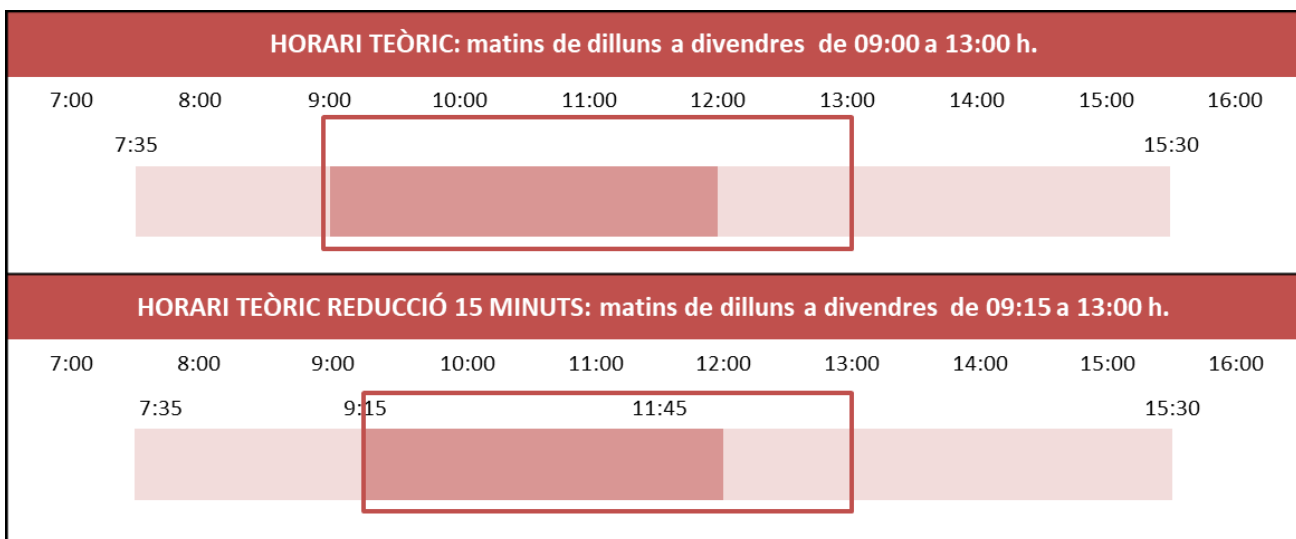 HORARI TEÒRIC: matins de dilluns a divendres de 09:00 a 13:00 h.
7:00 8:00 9:00 10:00 11:00 12:00 13:00 14:00 15:00 16:00
7:35 15:30
HORARI TEÒRIC REDUCCIÓ 15 MINUTS: matins de dilluns a divendres de 09:15 a 13:00 h.
7:00 8:00 9:00 10:00 11:00 12:00 13:00 14:00 15:00 16:00
7:35 9:15 11:45 15:30